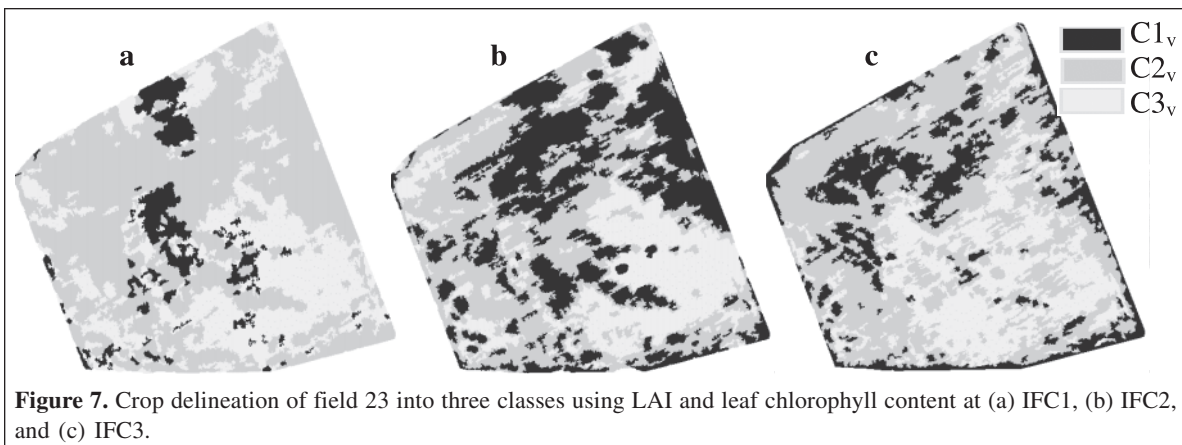 a
b
c
C1v
C2v
C3v
Figure 7. Crop delineation of field 23 into three classes using LAI and leaf chlorophyll content at (a) IFC1, (b) IFC2,
and (c) IFC3.